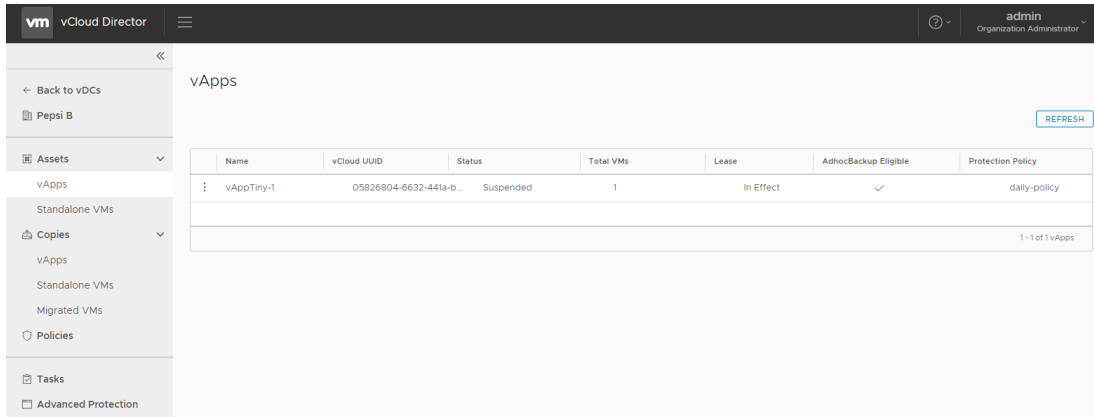 vm vCloud Director
admin
Organization Administrator
← Back to vDCs
Pepsi B
Assets
vApps
Standalone VMs
Copies
vApps
Standalone VMs
Migrated VMs
Policies
Tasks
Advanced Protection
vApps
REFRESH
Name vCloud UUID Status Total VMs Lease AdhocBackup Eligible Protection Policy
vAppTiny-1 05826804-6632-441a-b... Suspended 1 In Effect ✓ daily-policy
1 - 1 of 1 vApps